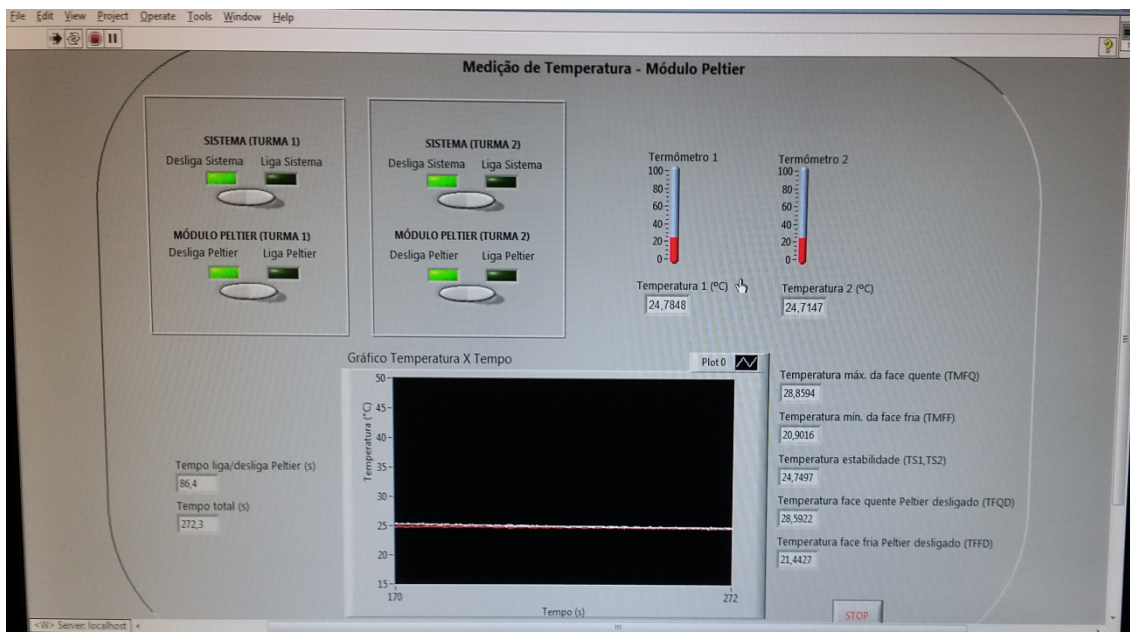 File Edit View Project Operate Tools Window Help
Medição de Temperatura - Módulo Peltier
SISTEMA (TURMA 1)
Desliga Sistema Liga Sistema
MÓDULO PELTIER (TURMA 1)
Desliga Peltier Liga Peltier
SISTEMA (TURMA 2)
Desliga Sistema Liga Sistema
MÓDULO PELTIER (TURMA 2)
Desliga Peltier Liga Peltier
Termômetro 1
100
80
60
40
20
0
Temperatura 1 (ºC)
24,7848
Termômetro 2
100
80
60
40
20
0
Temperatura 2 (ºC)
24,7147
Tempo liga/desliga Peltier (s)
86,4
Tempo total (s)
272,3
Gráfico Temperatura X Tempo
Plot 0
Temperatura (°C)
50
45
40
35
30
25
20
15
170 272
Tempo (s)
Temperatura máx. da face quente (TMFQ)
28,8594
Temperatura mín. da face fria (TMFF)
20,9016
Temperatura estabilidade (TS1,TS2)
24,7497
Temperatura face quente Peltier desligado (TFQD)
28,5922
Temperatura face fria Peltier desligado (TFFD)
21,4427
STOP
<W> Server: localhost